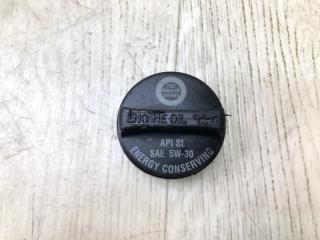 ENGINE OIL
API SL
SAE 5W-30
ENERGY CONSERVING